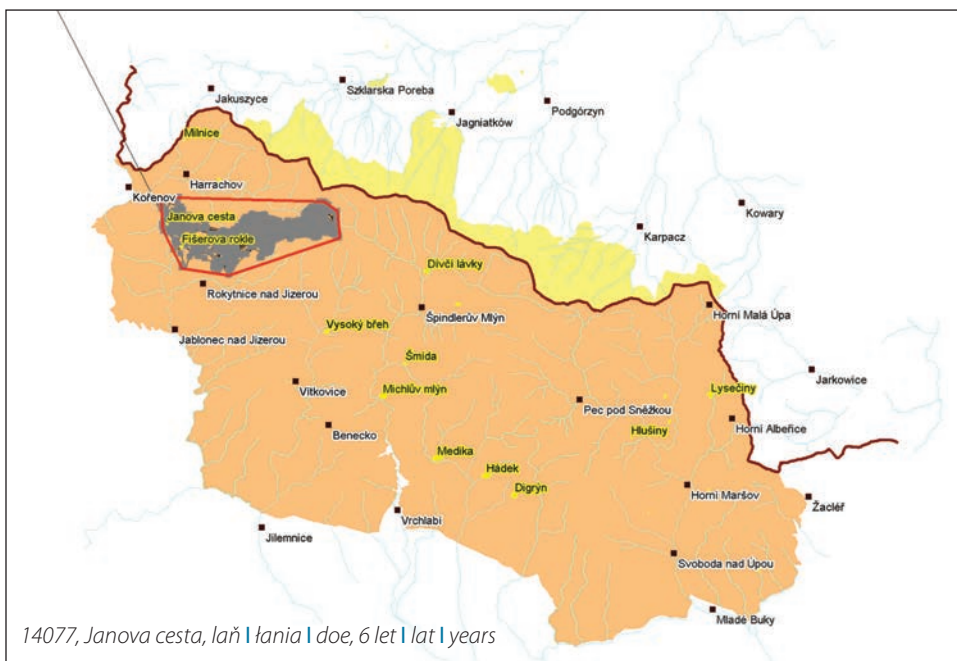 Szklarska Poreba
Jakuszyce
Podgórzyn
Jagniatków
Milnice
Harrachov
Kořenov
Kowary
Janova cesta
Karpacz
Fišerova rokle
Dívčí lávky
Rokytnice nad Jizerou
Horní Malá Úpa
Špindlerův Mlýn
Vysoký břeh
Jablonec nad Jizerou
Šmida
Jarkowice
Vítkovice
Michlův mlýn
Lysečiny
Pec pod Sněžkou
Horní Albeřice
Benecko
Hlušiny
Medika
Hádek
Digrýn
Horní Maršov
Žacléř
Vrchlabí
Jilemnice
Svoboda nad Úpou
Mladé Buky
14077, Janova cesta, laň | łania | doe, 6 let | lat | years